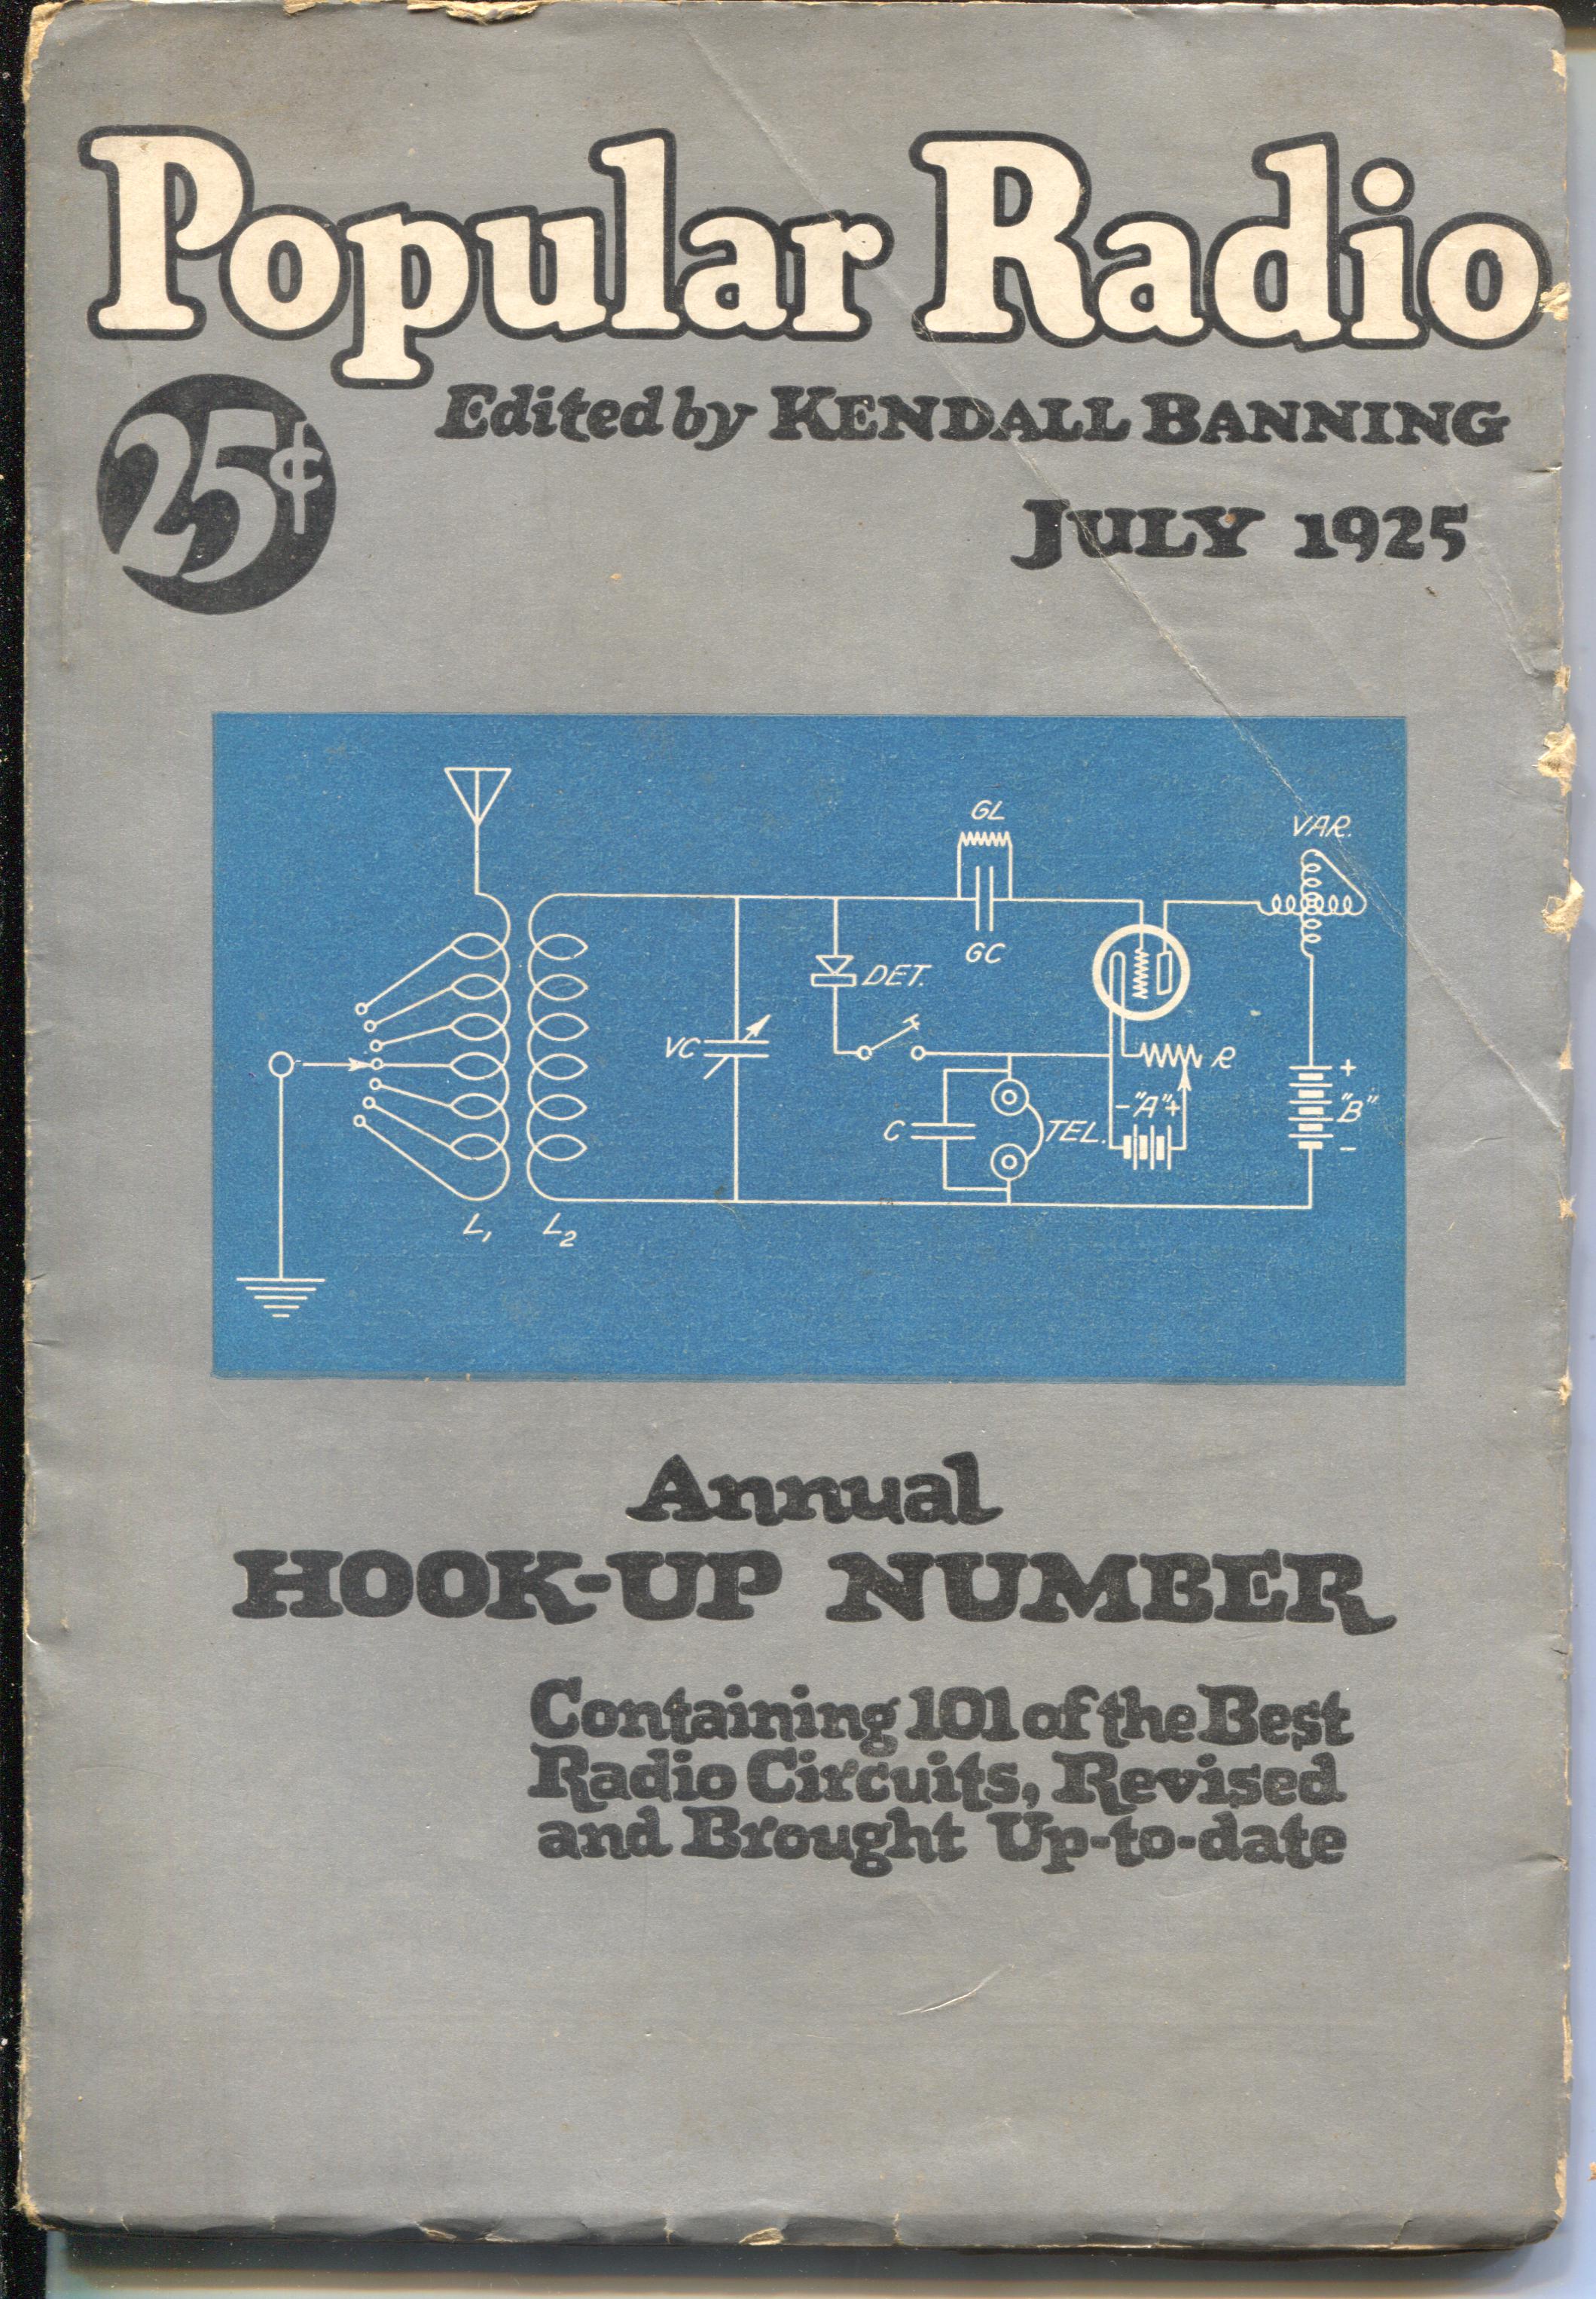 Popular Radio
25¢
Edited by KENDALL BANNING
JULY 1925
GL
VAR.
GC
DET.
VC
R
+
"B"
-
- "A" +
C
TEL.
L1 L2
Annual
HOOK-UP NUMBER
Containing 101 of the Best
Radio Circuits, Revised
and Brought Up-to-date